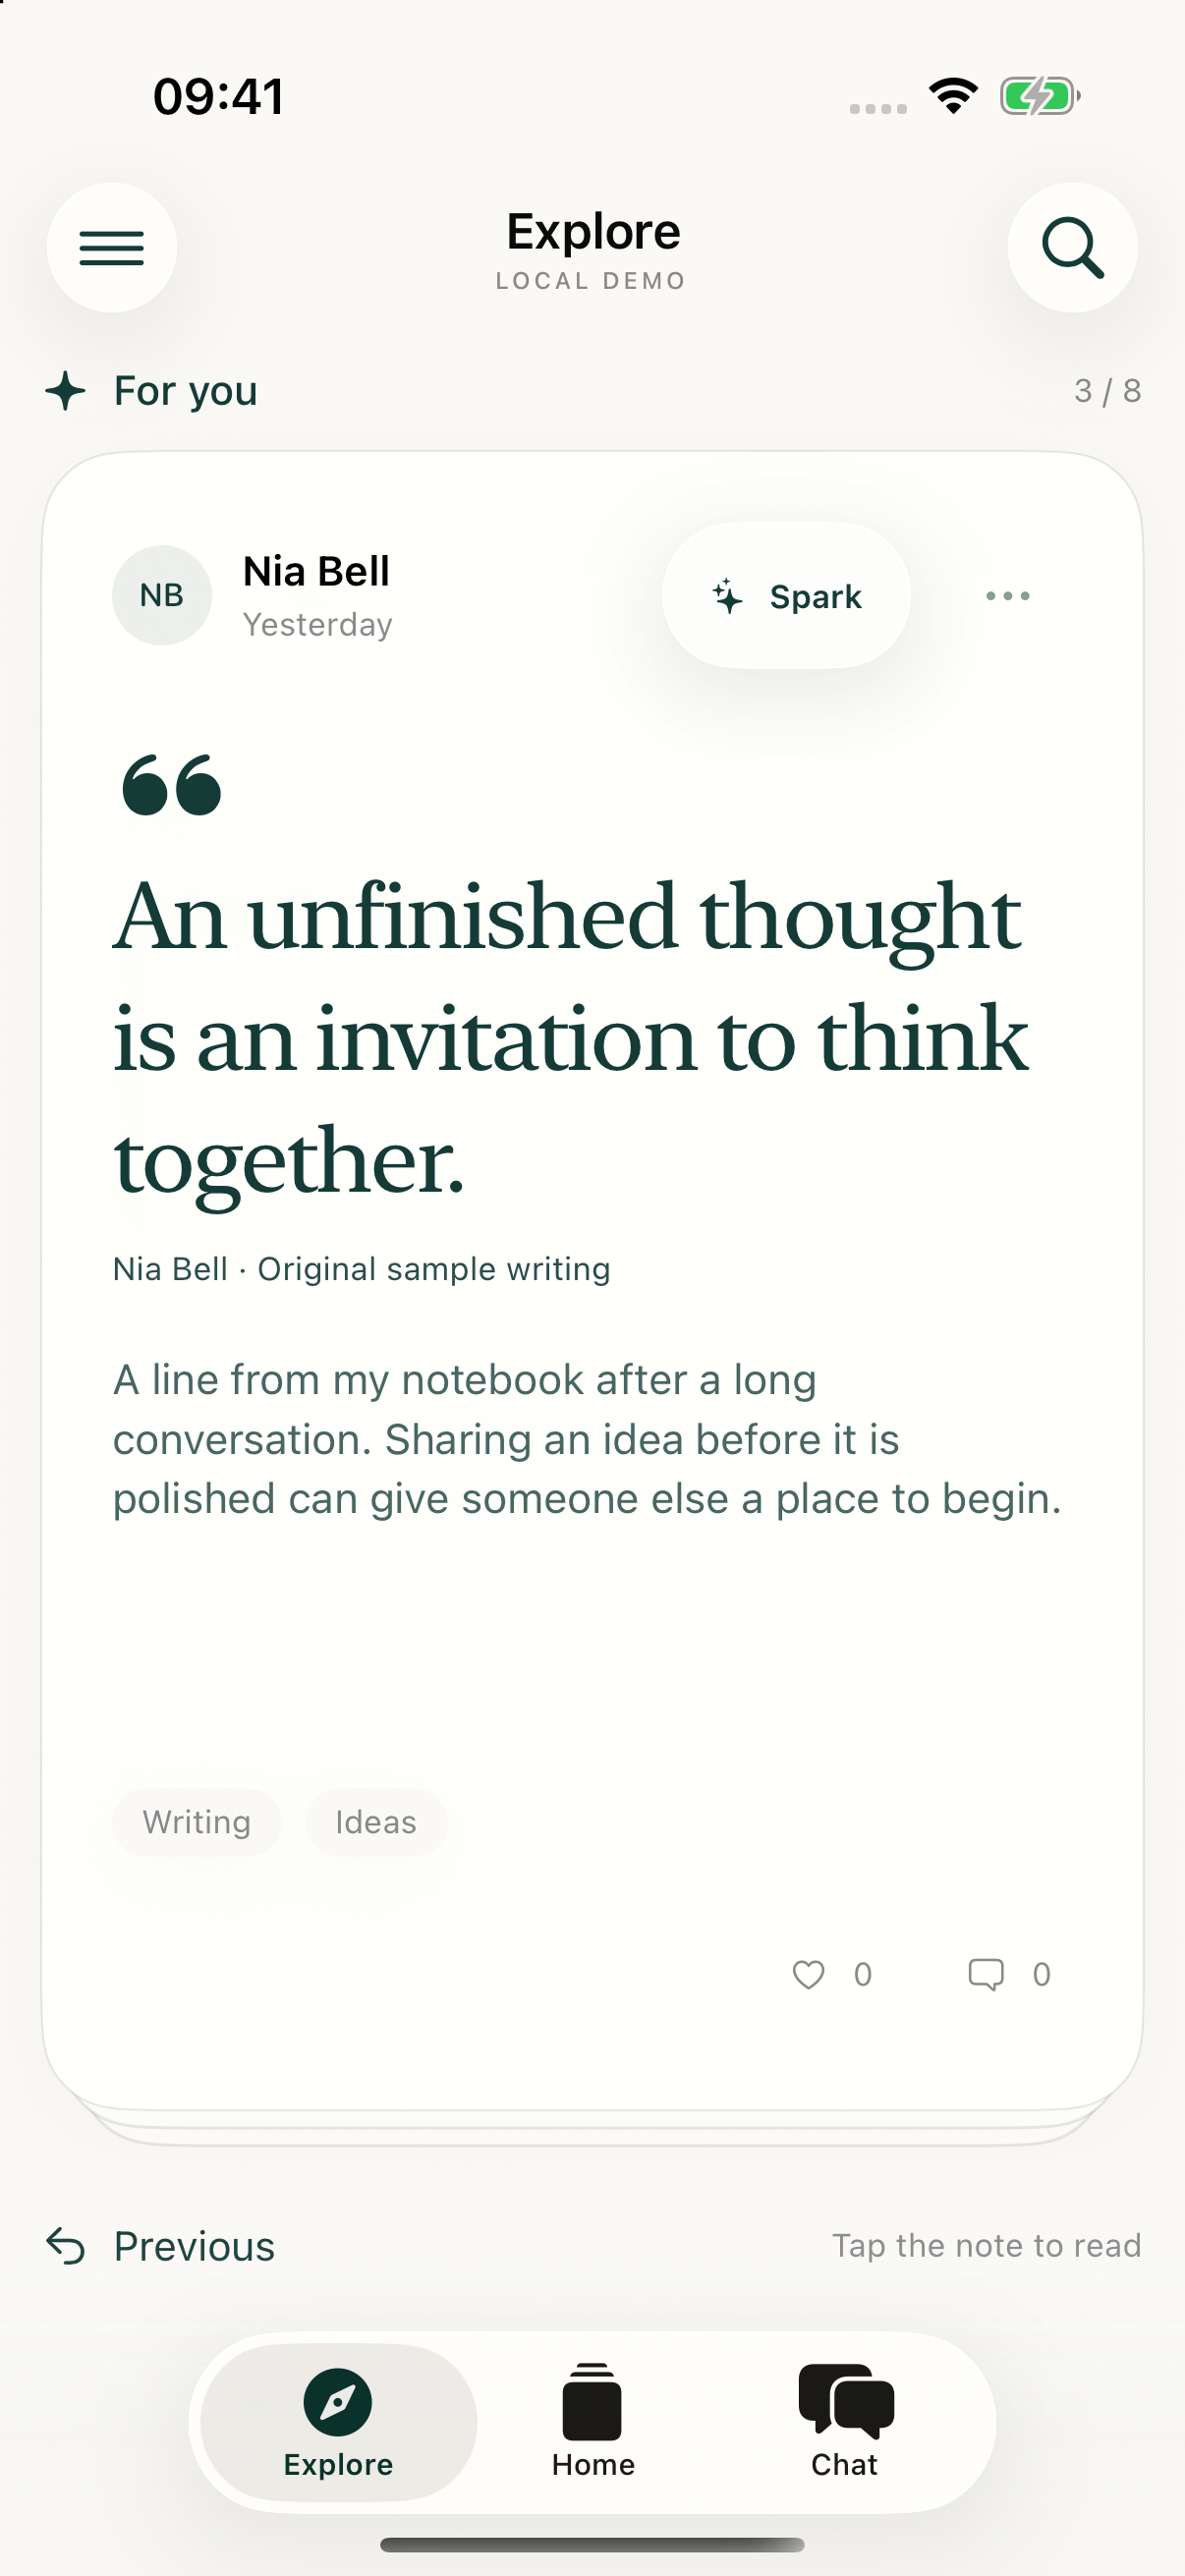 09:41
Explore
LOCAL DEMO
For you
3 / 8
NB
Nia Bell
Yesterday
Spark
An unfinished thought
is an invitation to think
together.
Nia Bell · Original sample writing
A line from my notebook after a long
conversation. Sharing an idea before it is
polished can give someone else a place to begin.
Writing
Ideas
0
0
Previous
Tap the note to read
Explore
Home
Chat